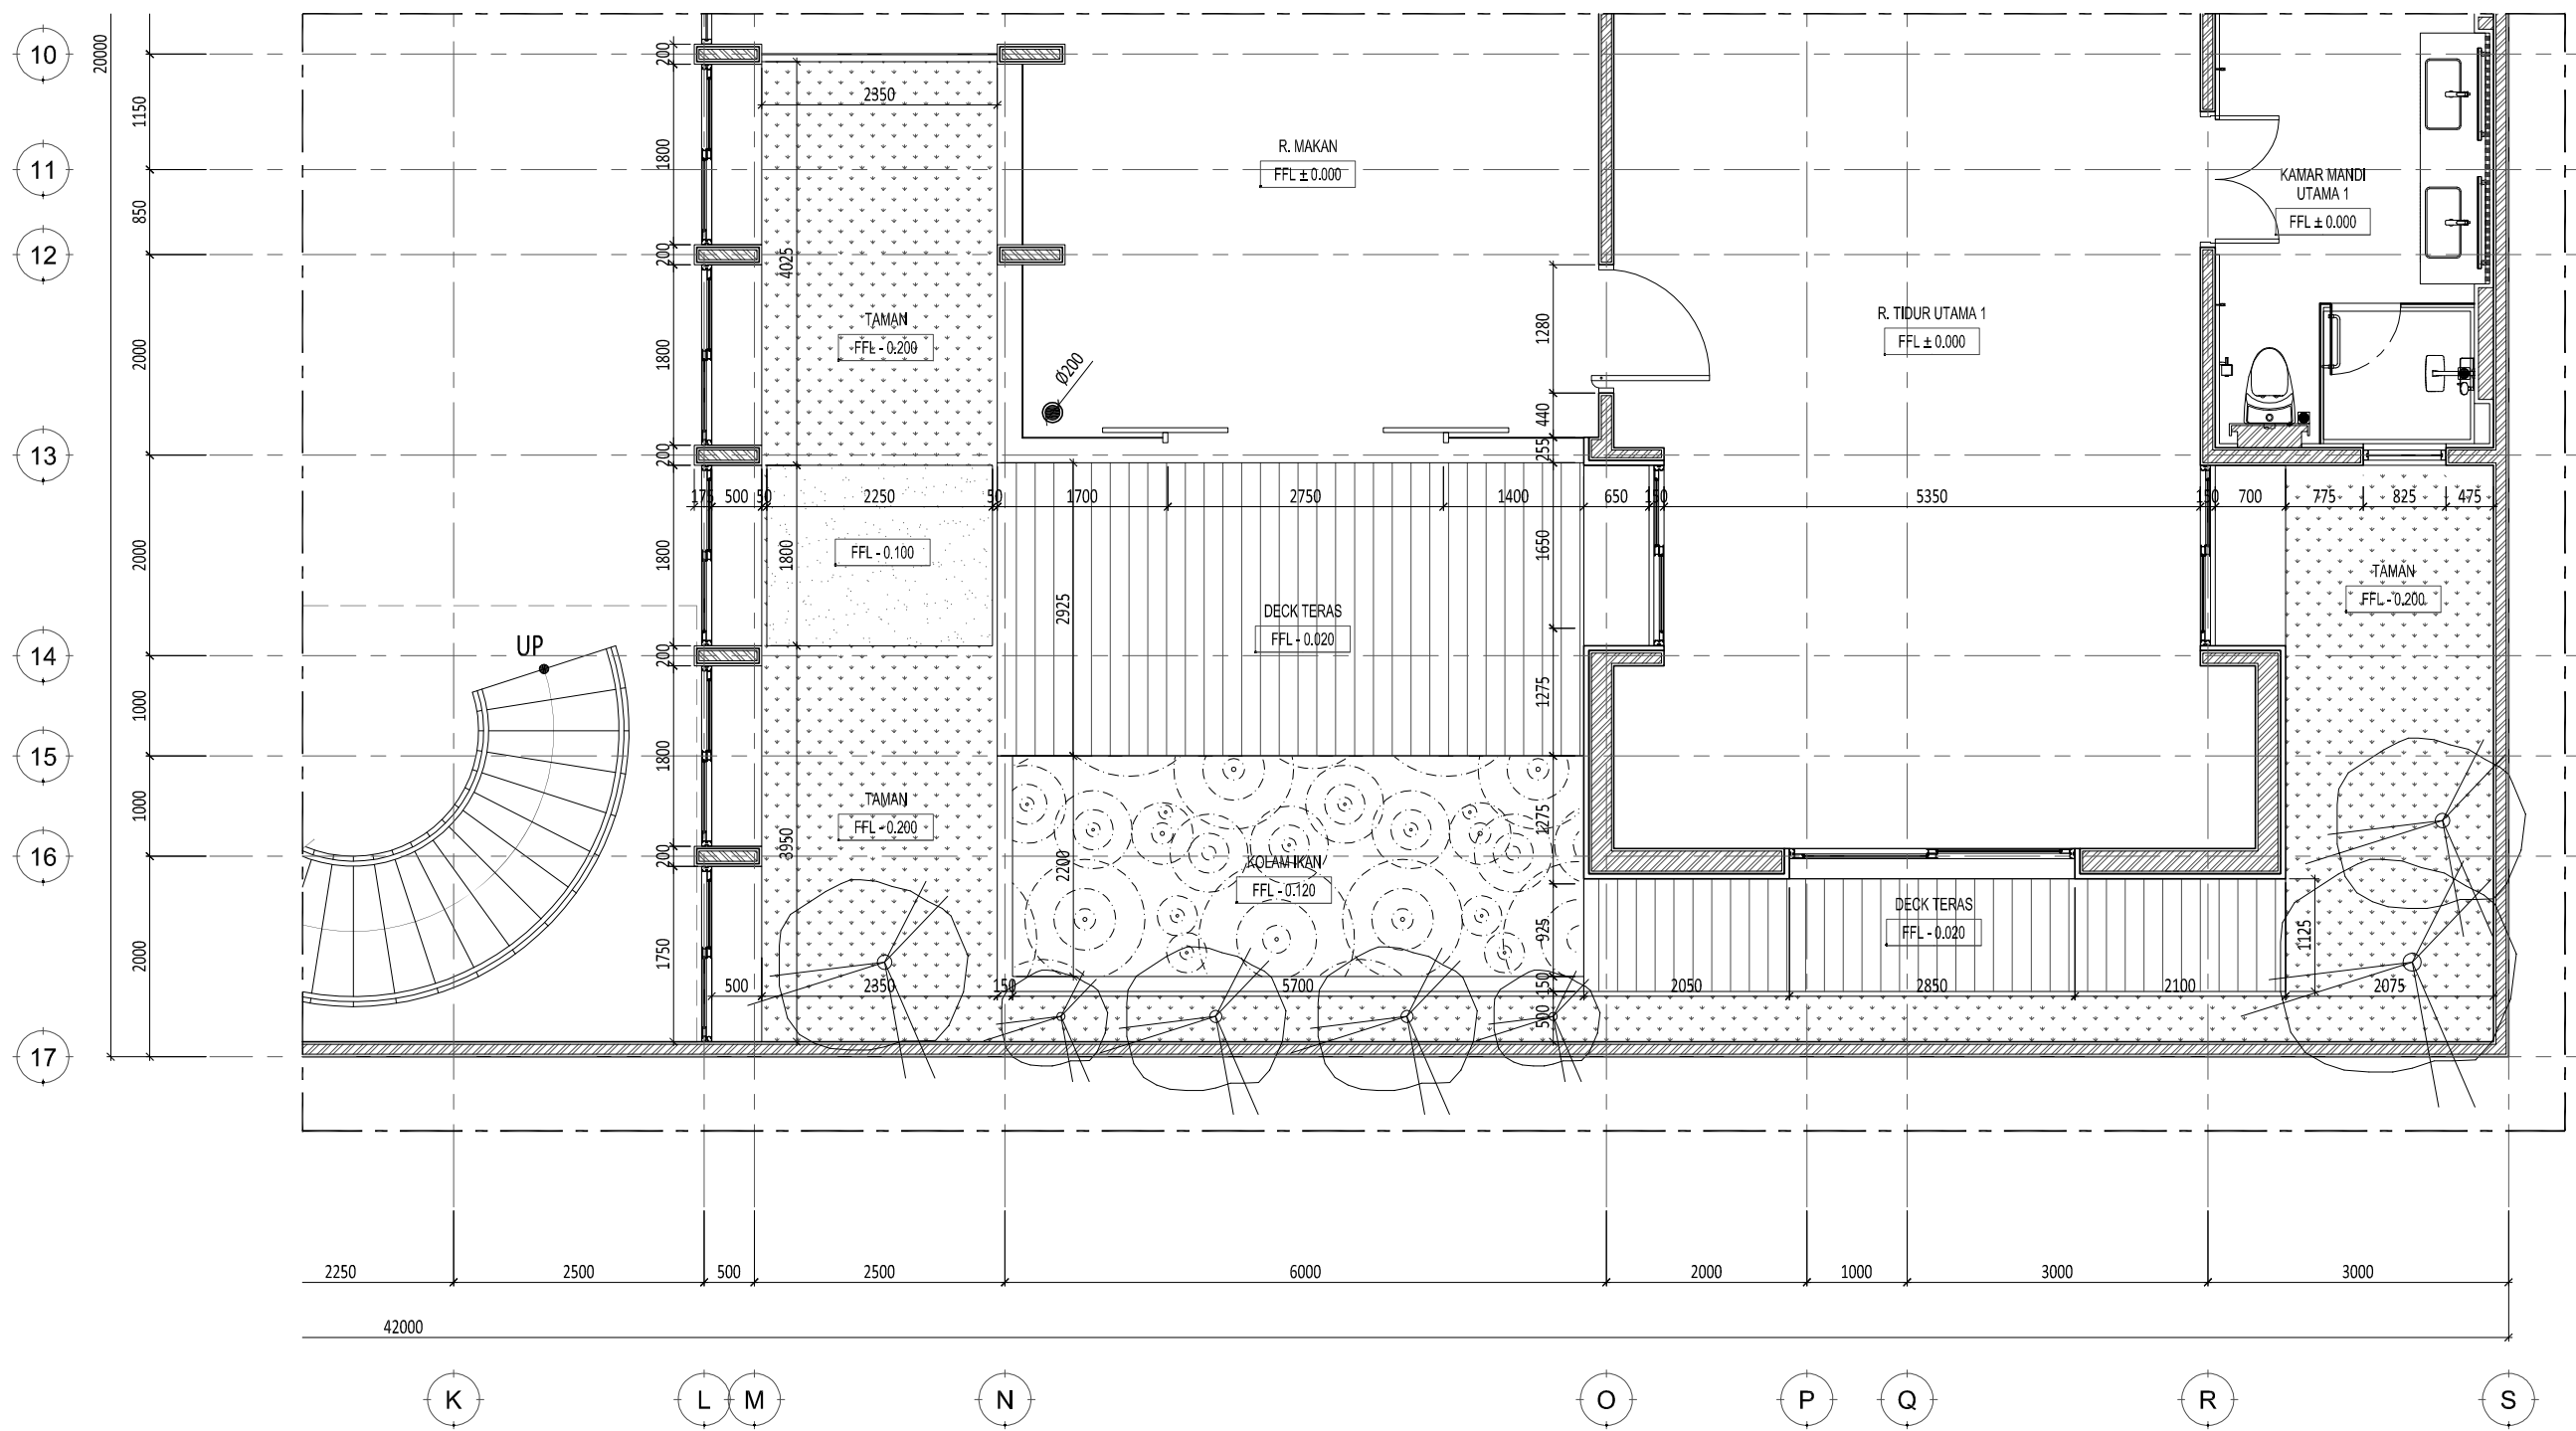 10
11
12
13
14
15
16
17
20000
1150
850
2000
2000
1000
1000
2000
200
1800
200
1800
200
1800
200
1800
200
1750
2350
4025
TAMAN
FFL - 0.200
R. MAKAN
FFL ± 0.000
Ø200
1280
440
255
R. TIDUR UTAMA 1
FFL ± 0.000
KAMAR MANDI
UTAMA 1
FFL ± 0.000
175 500 50 2250 50 1700 2750 1400 650 150 5350 150 700 775 825 475
1800
FFL - 0.100
2925
DECK TERAS
FFL - 0.020
1650
1275
TAMAN
FFL - 0.200
UP
TAMAN
FFL - 0.200
3950
KOLAM IKAN
FFL - 0.120
2200
1275
925
150
500
DECK TERAS
FFL - 0.020
1125
500 2350 150 5700 2050 2850 2100 2075
2250 2500 500 2500 6000 2000 1000 3000 3000
42000
K L M N O P Q R S